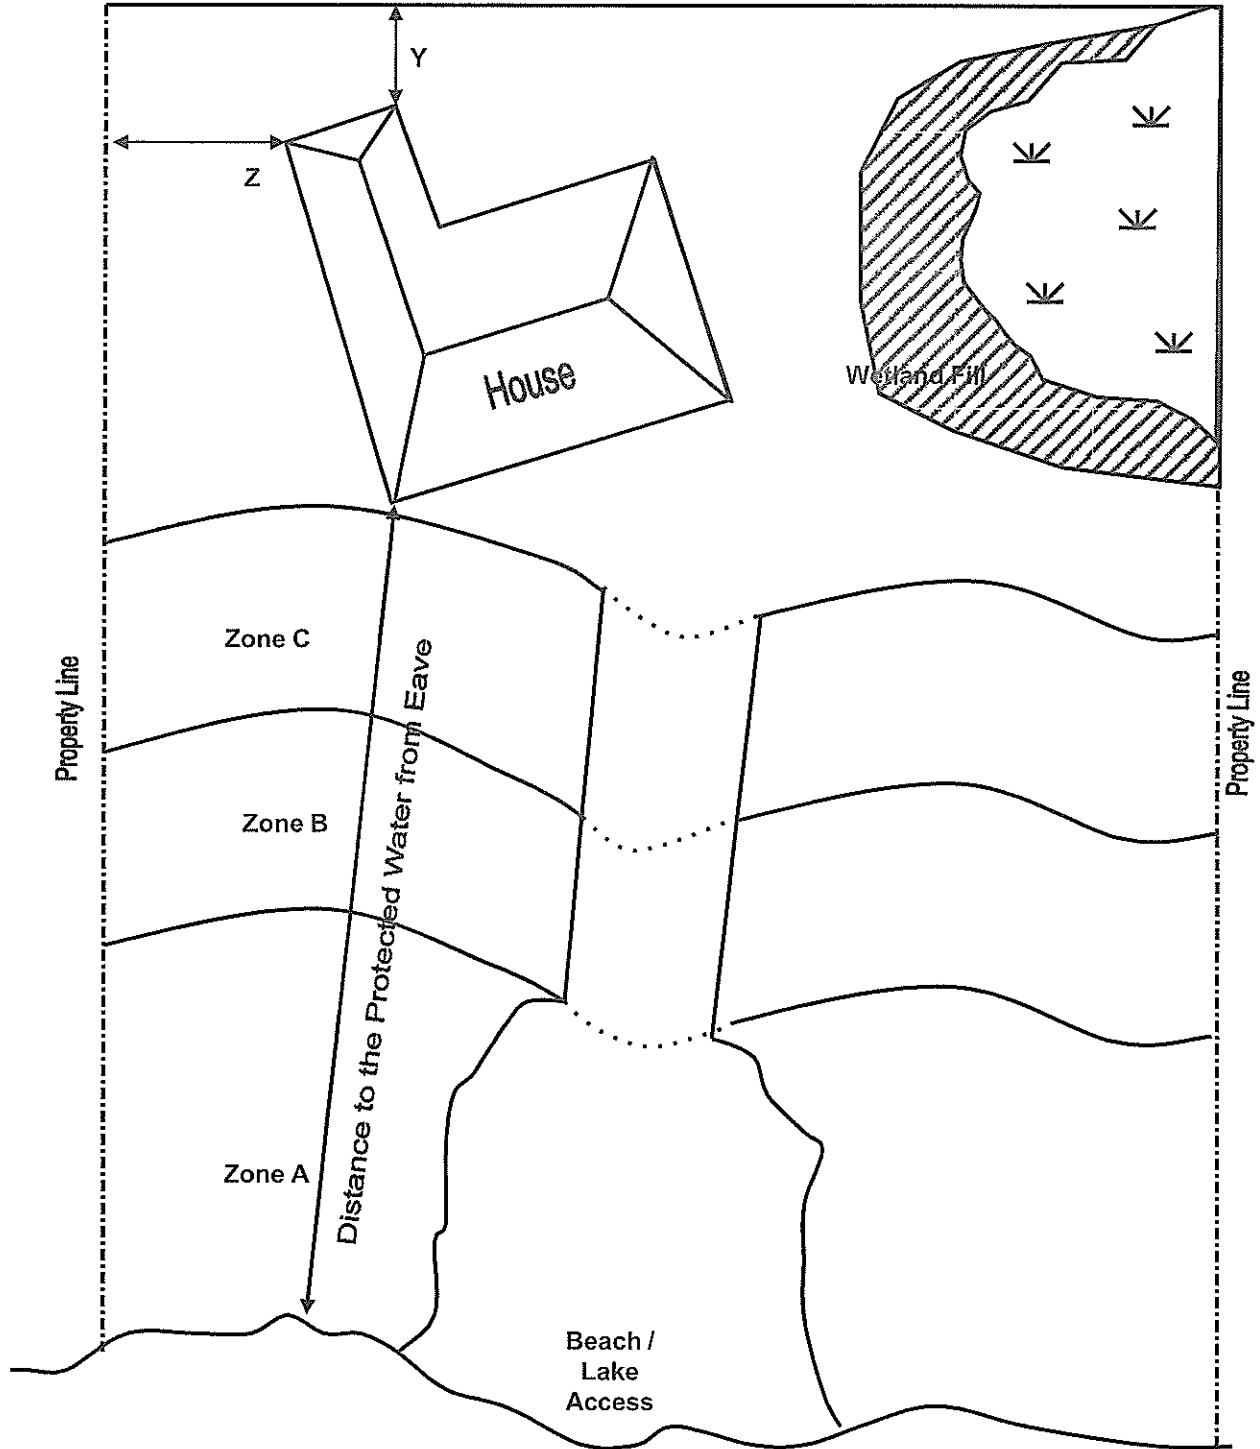 Y
Z
House
Wetland Fill
Zone C
Property Line
Property Line
Distance to the Protected Water from Eave
Zone B
Zone A
Beach /
Lake
Access